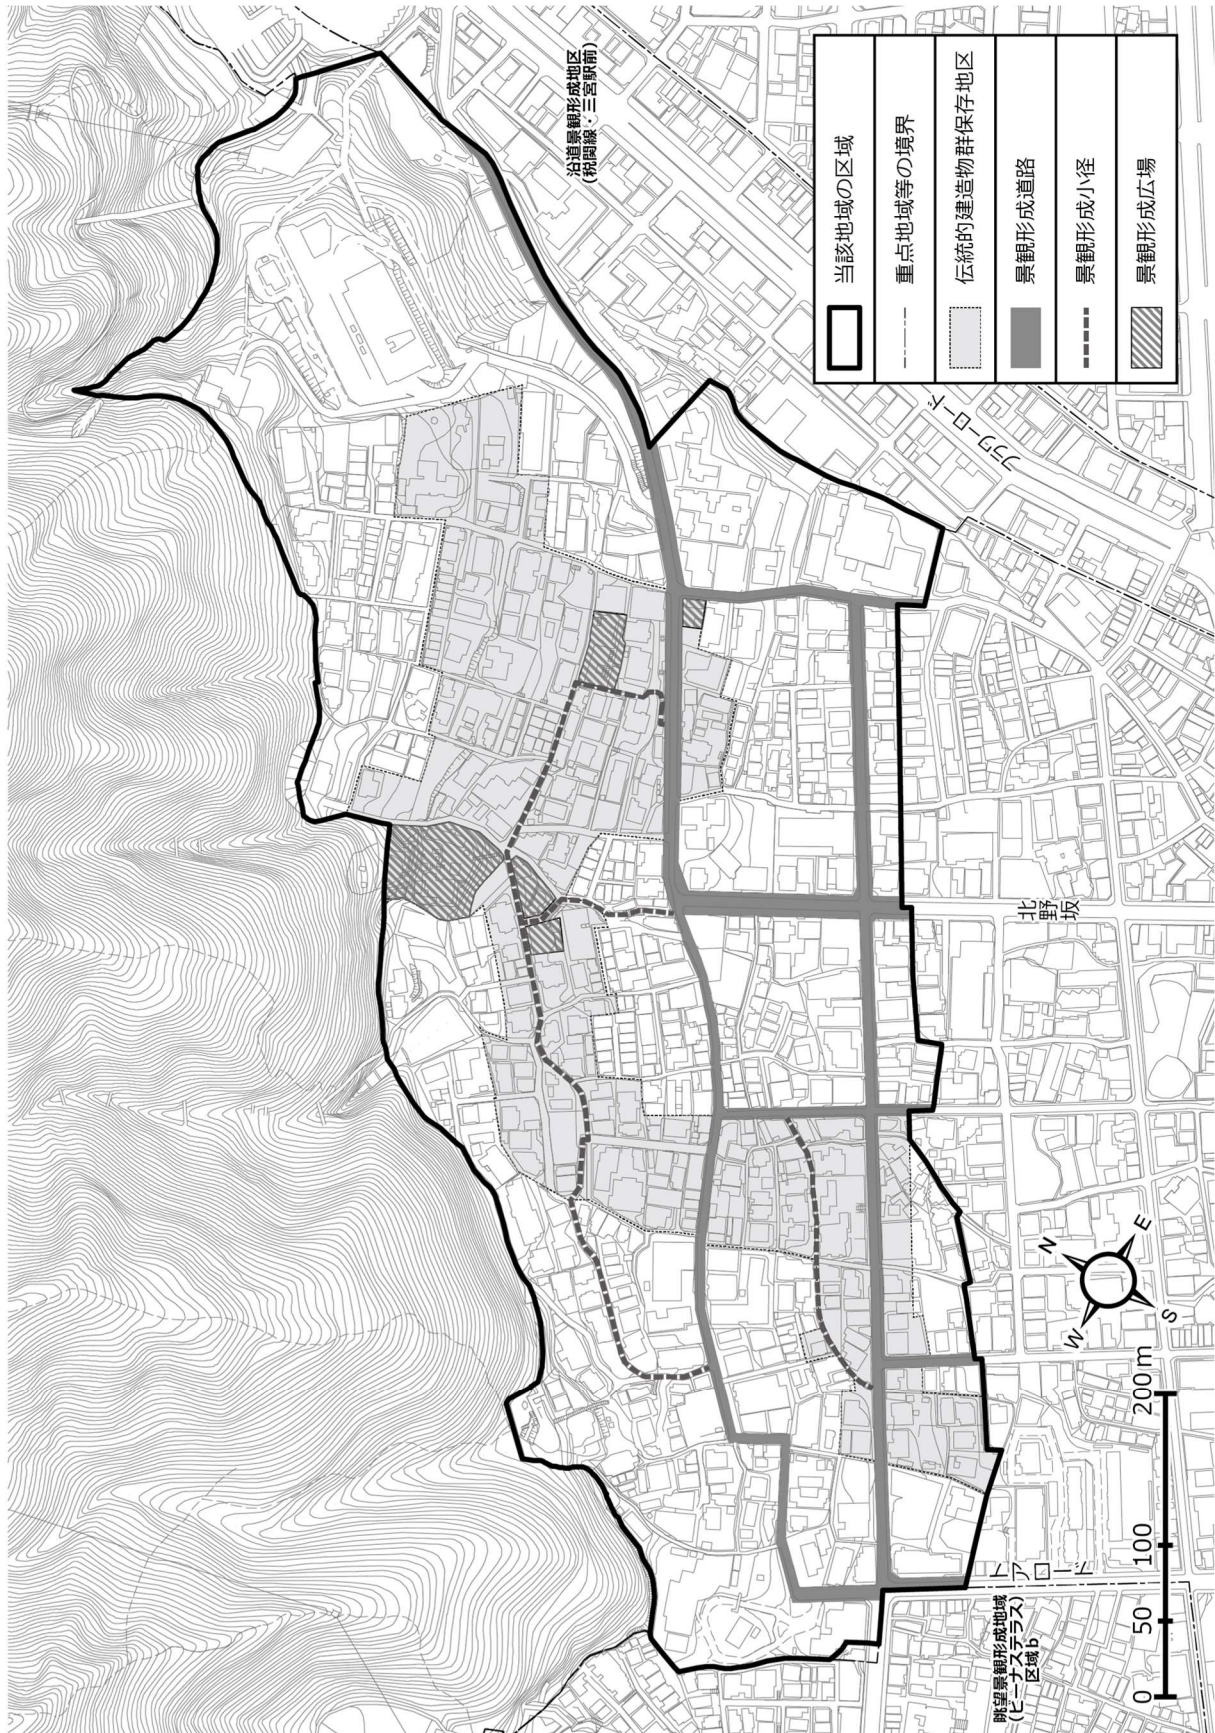 沿道景観形成地区
(税関線・三宮駅前)
当該地域の区域
重点地域等の境界
伝統的建造物群保存地区
景観形成道路
景観形成小径
景観形成広場
フラワーロード
北野坂
トアロード
眺望景観形成地域
(ビーナステラス)
区域b
N
E
S
W
0 50 100 200m